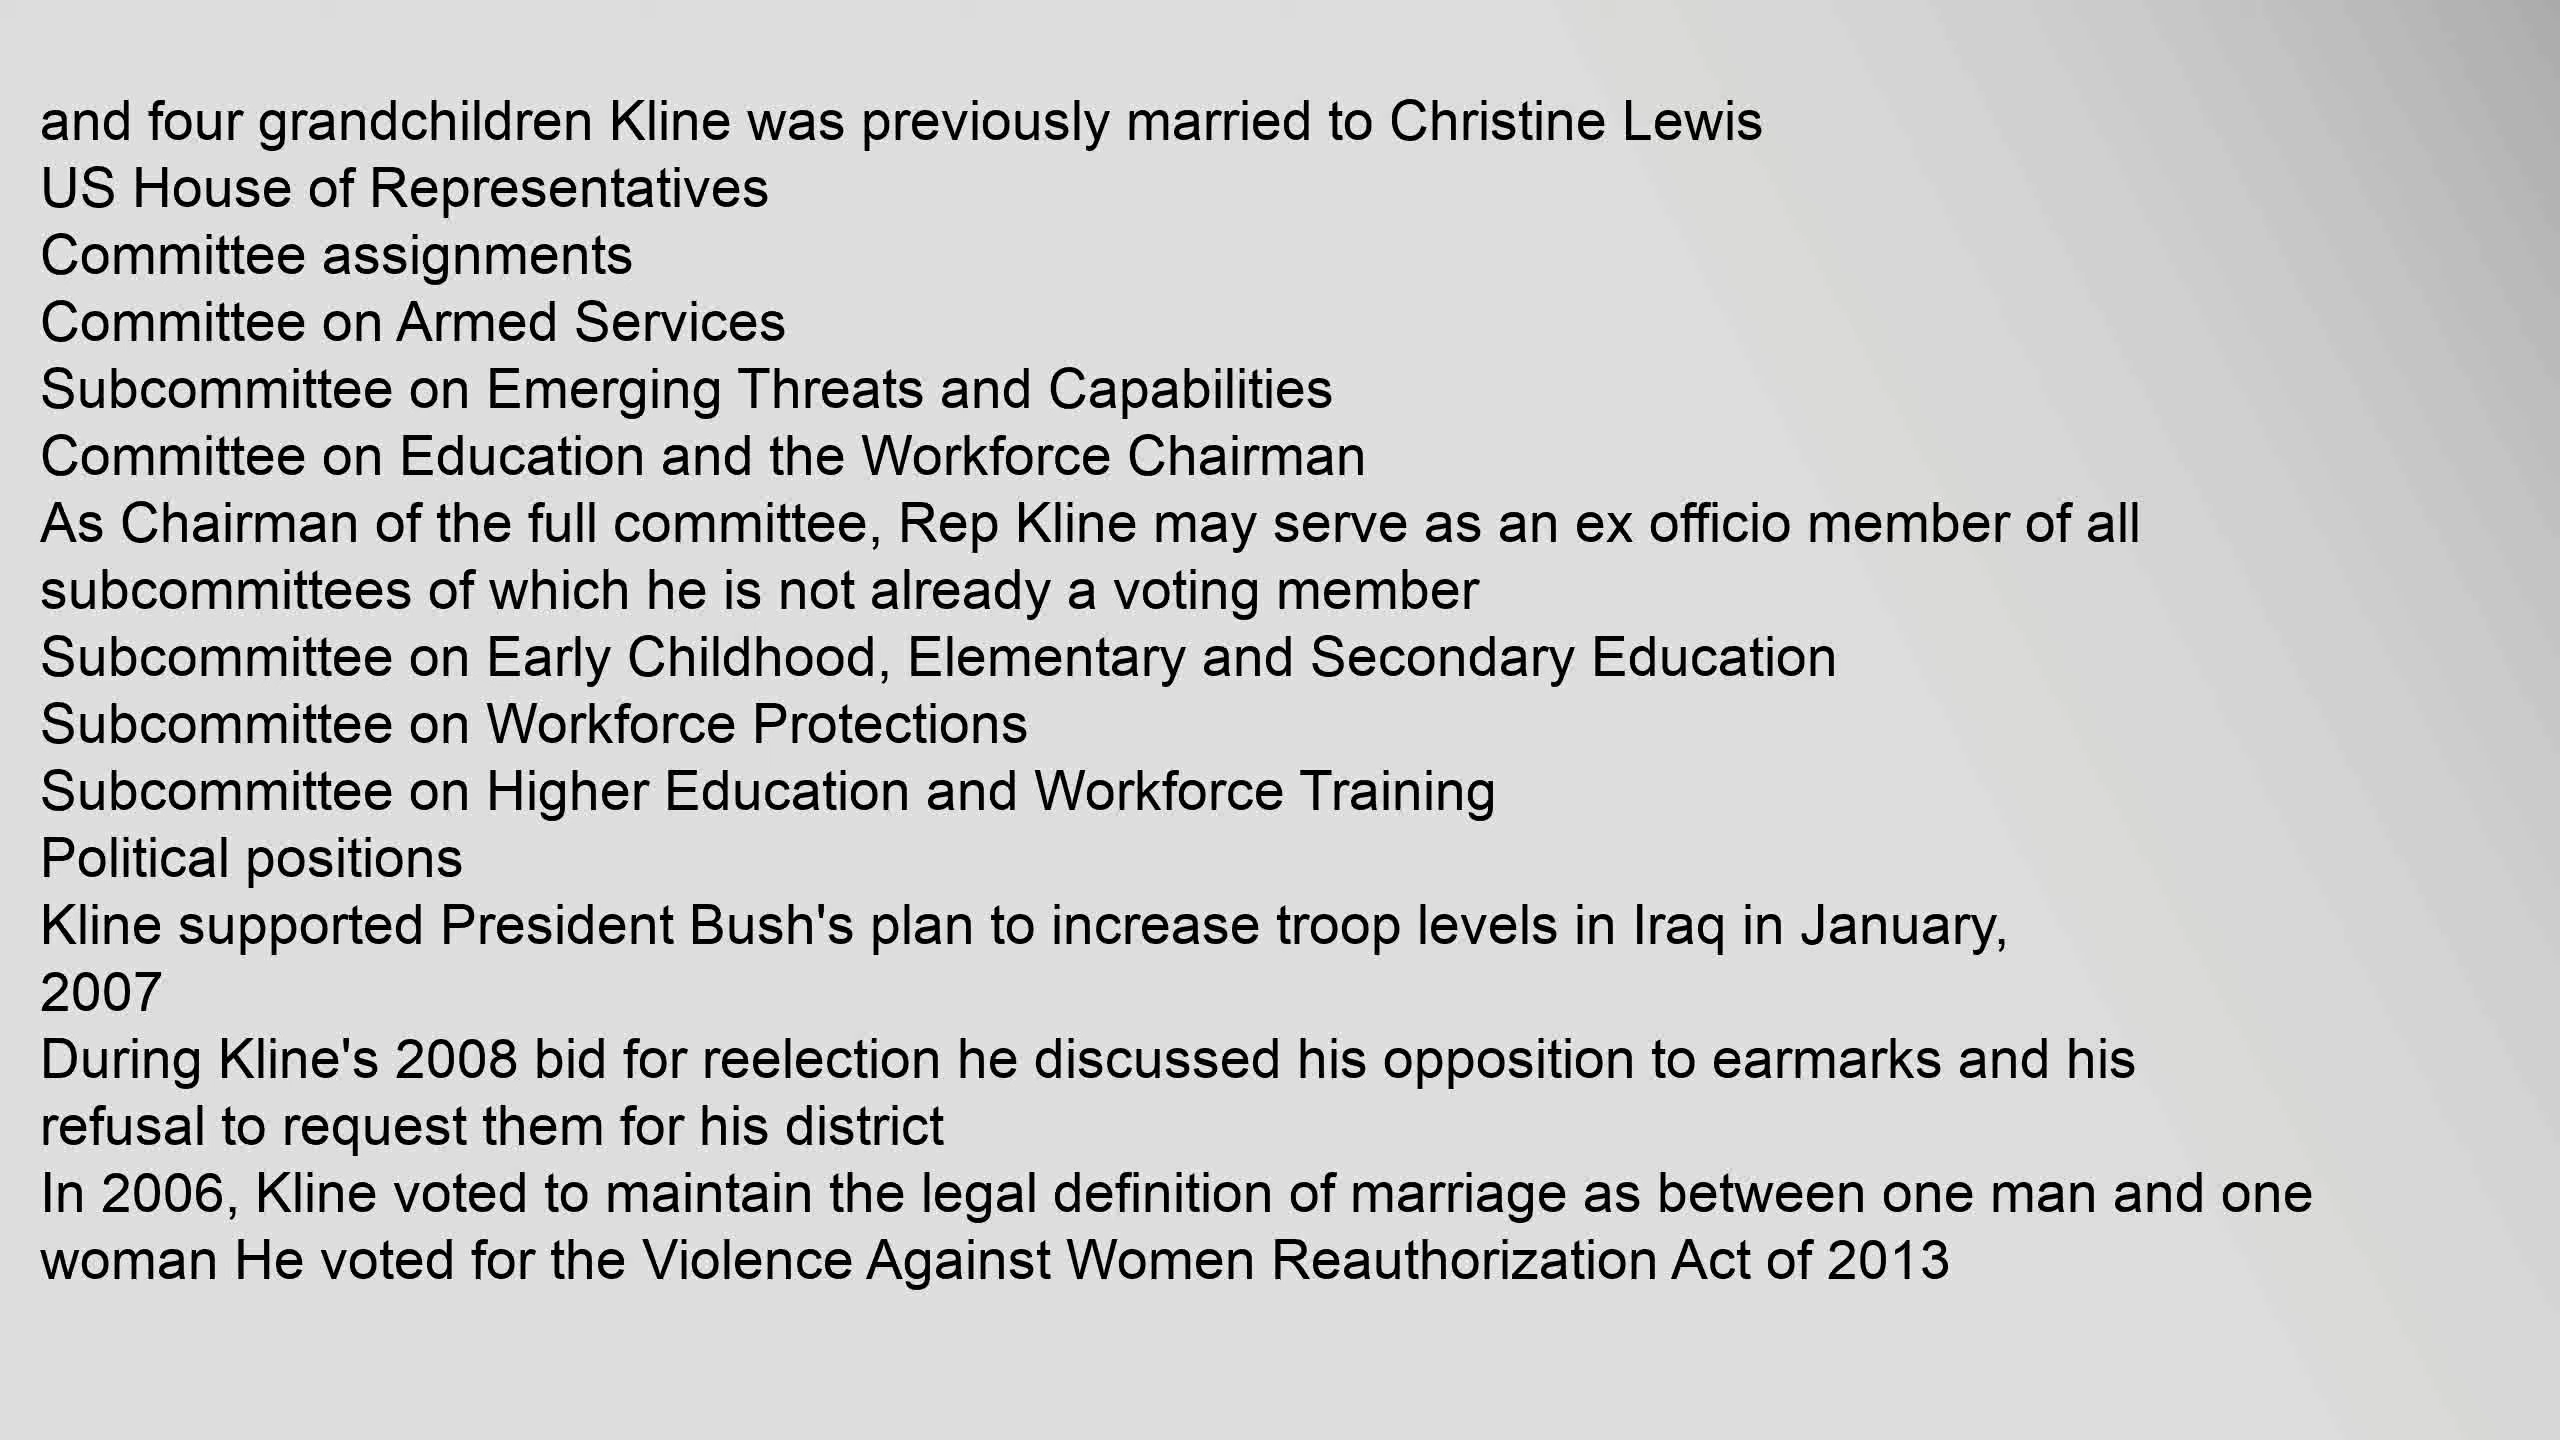 and four grandchildren Kline was previously married to Christine Lewis
US House of Representatives
Committee assignments
Committee on Armed Services
Subcommittee on Emerging Threats and Capabilities
Committee on Education and the Workforce Chairman
As Chairman of the full committee, Rep Kline may serve as an ex officio member of all
subcommittees of which he is not already a voting member
Subcommittee on Early Childhood, Elementary and Secondary Education
Subcommittee on Workforce Protections
Subcommittee on Higher Education and Workforce Training
Political positions
Kline supported President Bush's plan to increase troop levels in Iraq in January,
2007
During Kline's 2008 bid for reelection he discussed his opposition to earmarks and his
refusal to request them for his district
In 2006, Kline voted to maintain the legal definition of marriage as between one man and one
woman He voted for the Violence Against Women Reauthorization Act of 2013